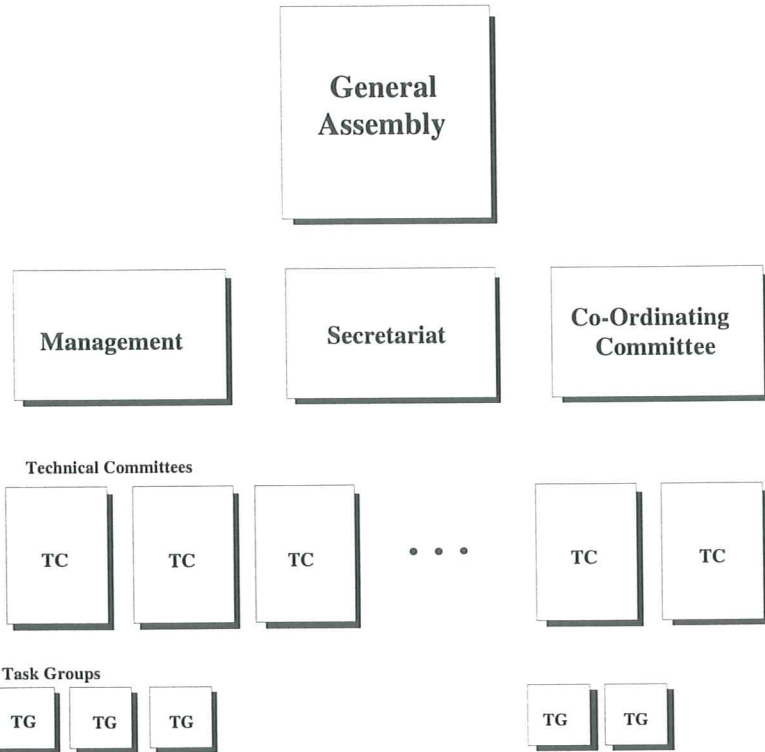 General
Assembly
Management
Secretariat
Co-Ordinating
Committee
Technical Committees
TC
TC
TC
TC
TC
Task Groups
TG
TG
TG
TG
TG